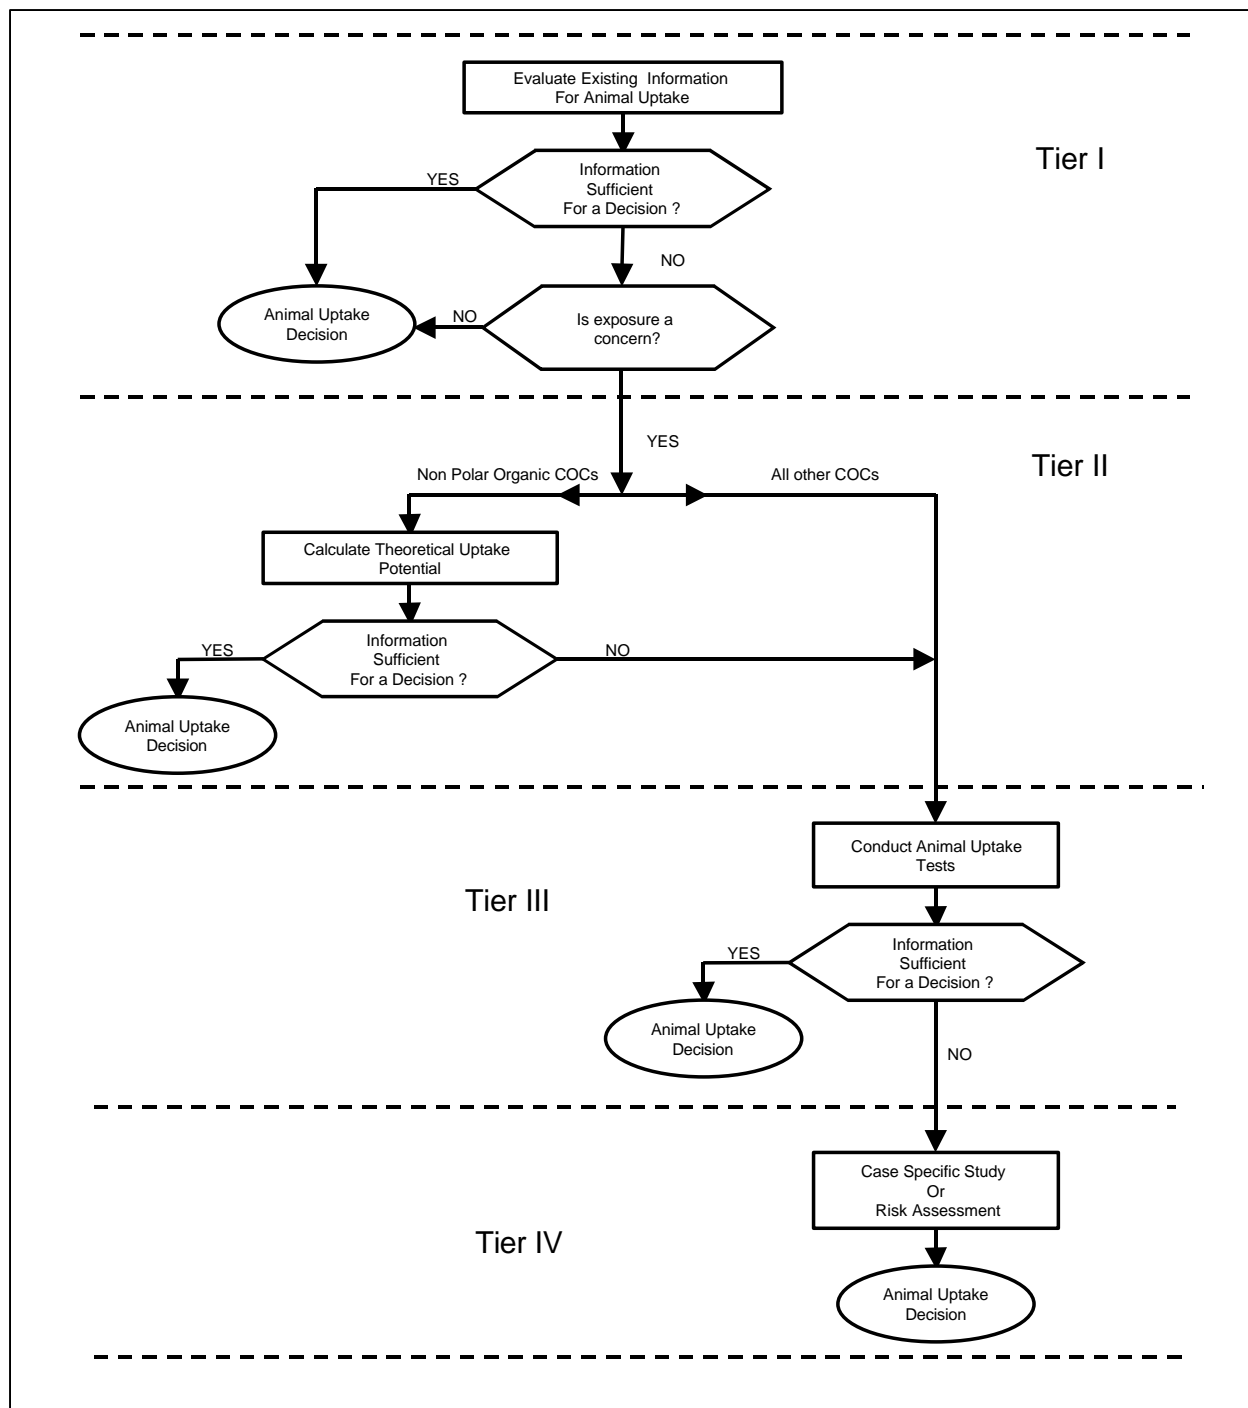 Evaluate Existing Information
For Animal Uptake
Tier I
Information
Sufficient
For a Decision ?
YES
NO
Animal Uptake
Decision
NO
Is exposure a
concern?
YES
Tier II
Non Polar Organic COCs
All other COCs
Calculate Theoretical Uptake
Potential
Information
Sufficient
For a Decision ?
YES
NO
Animal Uptake
Decision
Conduct Animal Uptake
Tests
Tier III
Information
Sufficient
For a Decision ?
YES
Animal Uptake
Decision
NO
Case Specific Study
Or
Risk Assessment
Tier IV
Animal Uptake
Decision